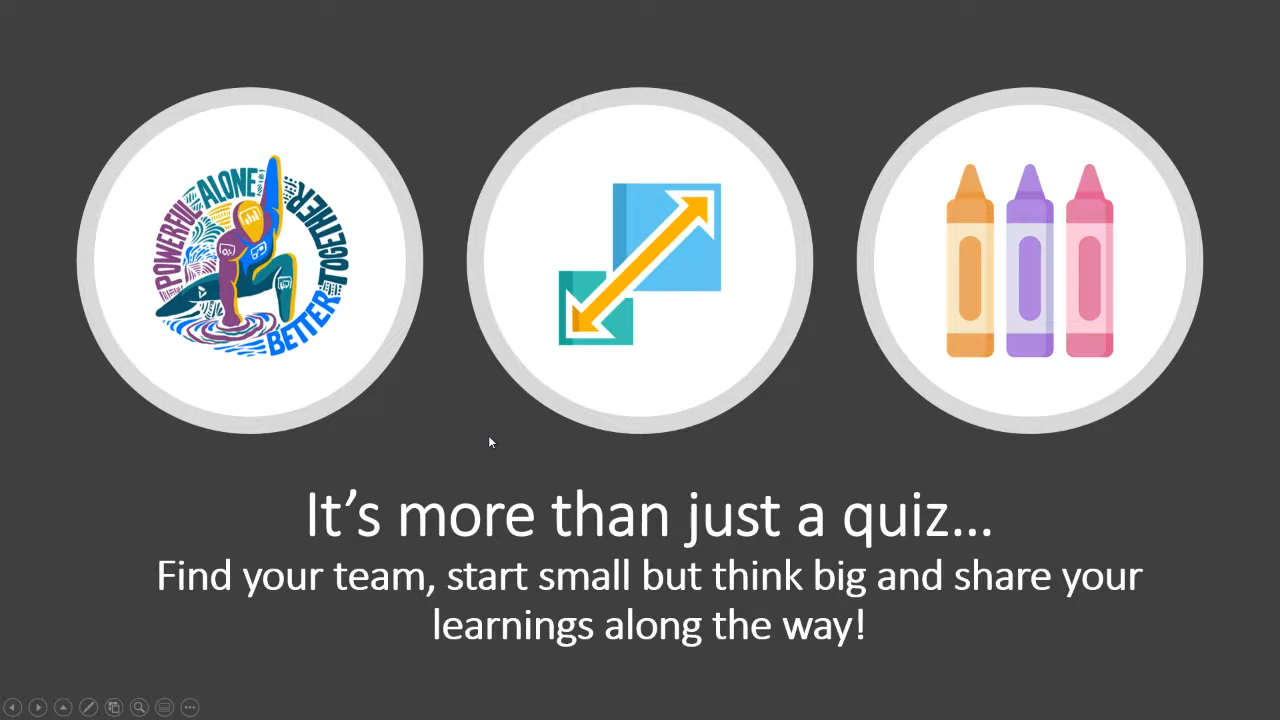 POWERFUL ALONE
BETTER TOGETHER
It’s more than just a quiz...
Find your team, start small but think big and share your
learnings along the way!